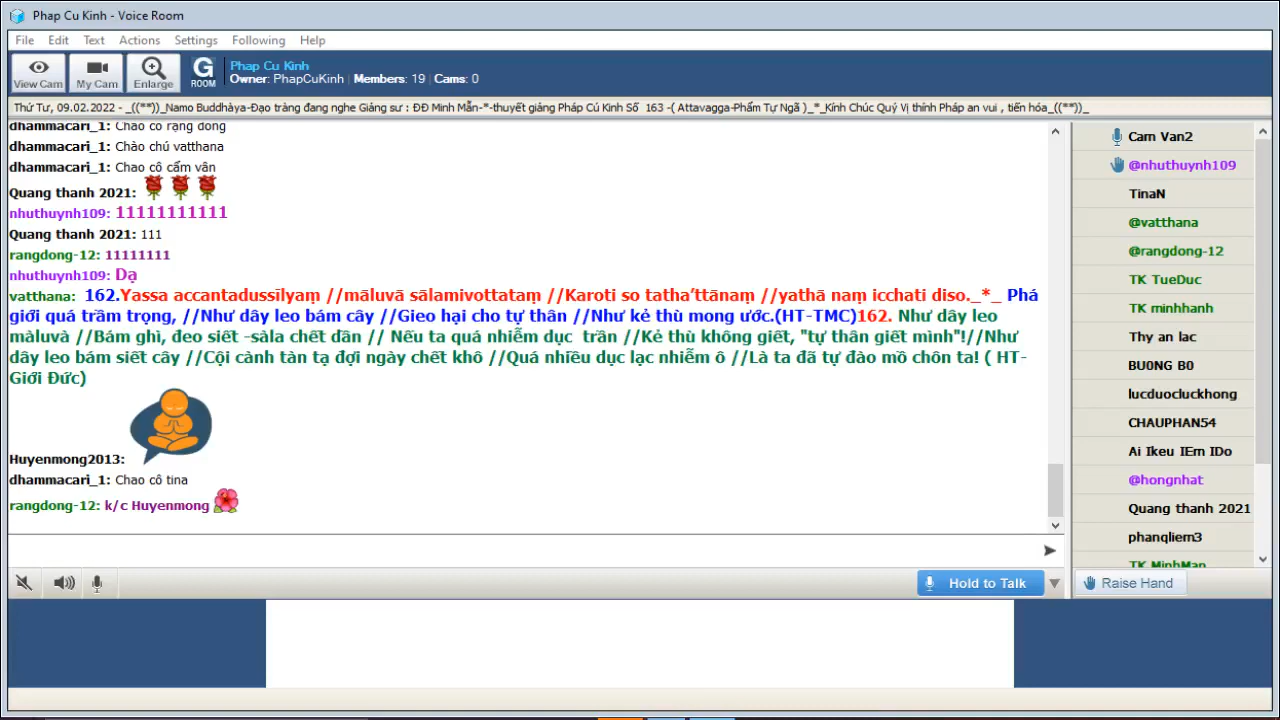 Phap Cu Kinh - Voice Room
File Edit Text Actions Settings Following Help
View Cam My Cam Enlarge G ROOM
Phap Cu Kinh
Owner: PhapCuKinh | Members: 19 | Cams: 0
Thứ Tư, 09.02.2022 - _((**))_Namo Buddhàya-Đạo tràng đang nghe Giảng sư : ĐĐ Minh Mẫn-*-thuyết giảng Pháp Cú Kinh Số 163 -( Attavagga-Phẩm Tự Ngã )_*_Kính Chúc Quý Vị thính Pháp an vui , tiến hóa_((**))_
dhammacari_1: Chao cô rạng đông
dhammacari_1: Chào chú vatthana
dhammacari_1: Chao cô cẩm vân
Quang thanh 2021:
nhuthuynh109: 11111111111
Quang thanh 2021: 111
rangdong-12: 11111111
nhuthuynh109: Dạ
vatthana: 162.Yassa accantadussīlyaṃ //māluvā sālamivottataṃ //Karoti so tatha’ttānaṃ //yathā naṃ icchati diso._*_ Phá
giới quá trầm trọng, //Như dây leo bám cây //Gieo hại cho tự thân //Như kẻ thù mong ước.(HT-TMC)162. Như dây leo
màluvà //Bám ghì, đeo siết -sàla chết dần // Nếu ta quá nhiễm dục trần //Kẻ thù không giết, "tự thân giết mình"!//Như
dây leo bám siết cây //Cội cành tàn tạ đợi ngày chết khô //Quá nhiều dục lạc nhiễm ô //Là ta đã tự đào mồ chôn ta! ( HT-
Giới Đức)
Huyenmong2013:
dhammacari_1: Chao cô tina
rangdong-12: k/c Huyenmong
Hold to Talk
Cam Van2
@nhuthuynh109
TinaN
@vatthana
@rangdong-12
TK TueDuc
TK minhhanh
Thy an lac
BU0NG B0
lucduocluckhong
CHAUPHAN54
Ai Ikeu IEm IDo
@hongnhat
Quang thanh 2021
phanqliem3
TK MinhMan
Raise Hand